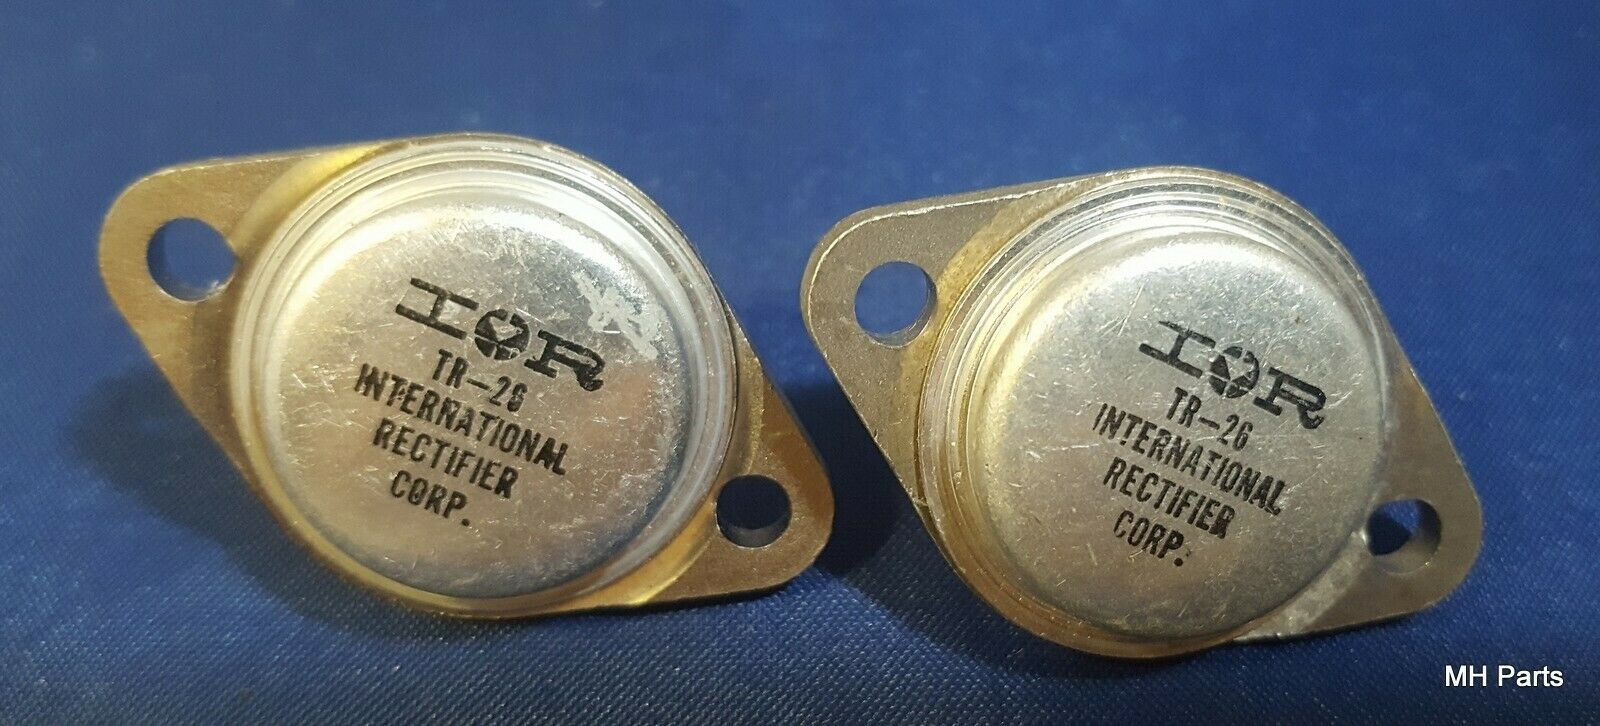 IOR
TR-26
INTERNATIONAL
RECTIFIER
CORP.
IOR
TR-26
INTERNATIONAL
RECTIFIER
CORP.
MH Parts